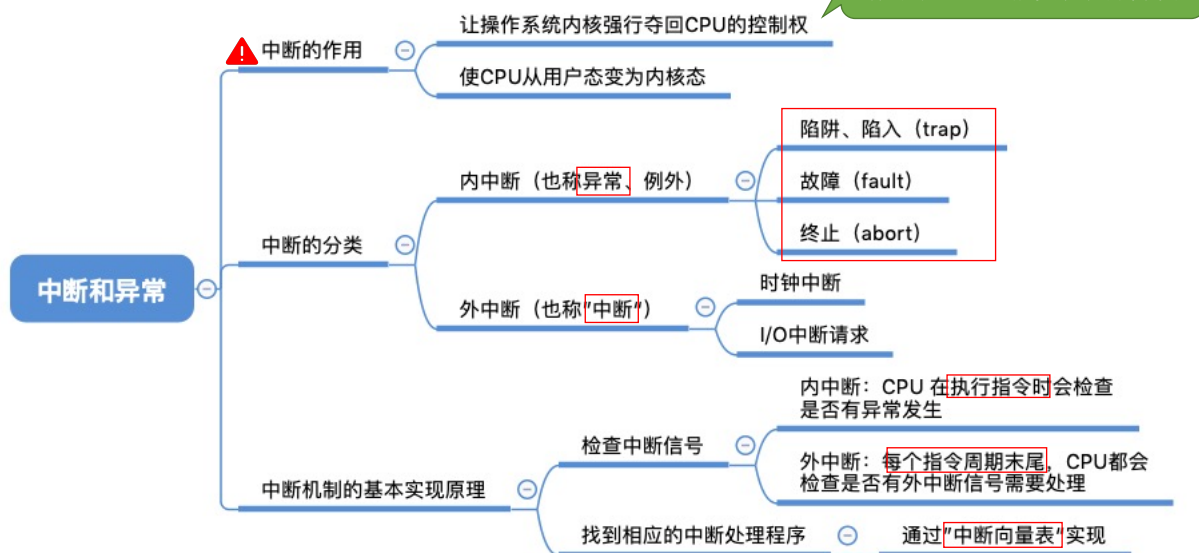 让操作系统内核强行夺回CPU的控制权
中断的作用
使CPU从用户态变为内核态
陷阱、陷入（trap）
内中断（也称异常、例外）
故障（fault）
终止（abort）
中断的分类
中断和异常
时钟中断
外中断（也称"中断"）
I/O中断请求
内中断：CPU 在执行指令时会检查
是否有异常发生
检查中断信号
外中断：每个指令周期末尾，CPU都会
检查是否有外中断信号需要处理
中断机制的基本实现原理
找到相应的中断处理程序
通过"中断向量表"实现